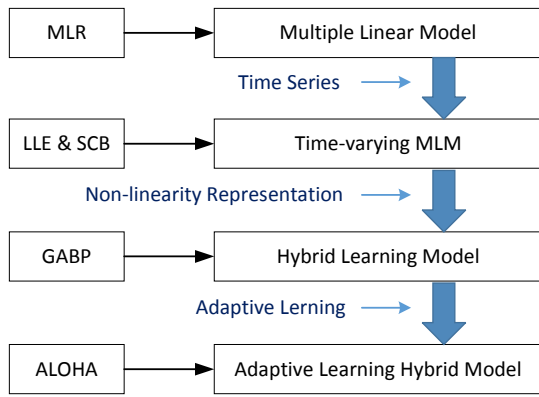 MLR
Multiple Linear Model
Time Series
LLE & SCB
Time-varying MLM
Non-linearity Representation
GABP
Hybrid Learning Model
Adaptive Lerning
ALOHA
Adaptive Learning Hybrid Model